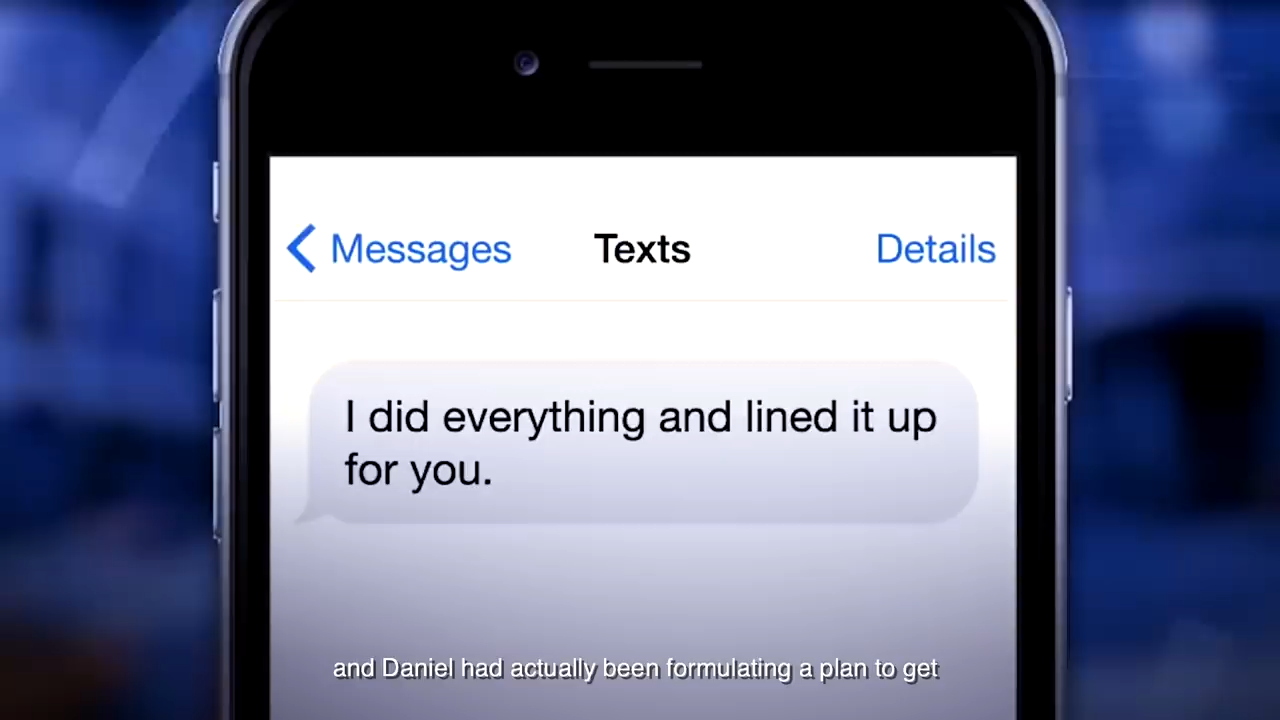 Messages Texts Details
I did everything and lined it up
for you.
and Daniel had actually been formulating a plan to get